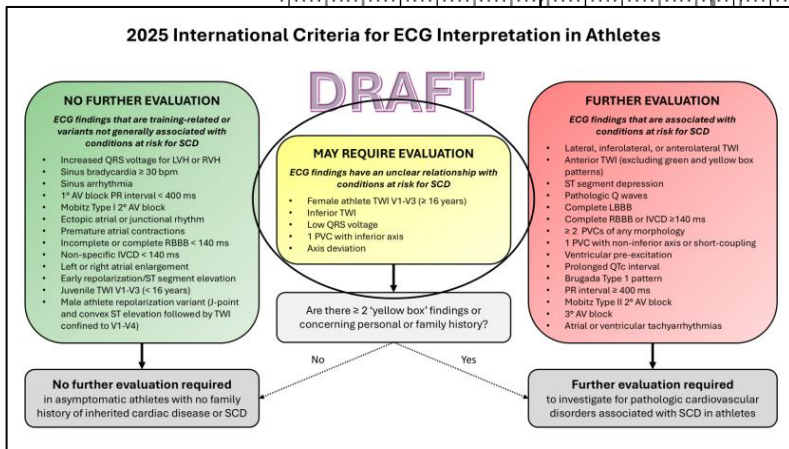 2025 International Criteria for ECG Interpretation in Athletes
DRAFT
NO FURTHER EVALUATION
ECG findings that are training-related or
variants not generally associated with
conditions at risk for SCD
• Increased QRS voltage for LVH or RVH
• Sinus bradycardia ≥ 30 bpm
• Sinus arrhythmia
• 1° AV block PR interval < 400 ms
• Mobitz Type I 2° AV block
• Ectopic atrial or junctional rhythm
• Premature atrial contractions
• Incomplete or complete RBBB < 140 ms
• Non-specific IVCD < 140 ms
• Left or right atrial enlargement
• Early repolarization/ST segment elevation
• Juvenile TWI V1-V3 (< 16 years)
• Male athlete repolarization variant (J-point
and convex ST elevation followed by TWI
confined to V1-V4)
No further evaluation required
in asymptomatic athletes with no family
history of inherited cardiac disease or SCD
MAY REQUIRE EVALUATION
ECG findings have an unclear relationship with
conditions at risk for SCD
• Female athlete TWI V1-V3 (≥ 16 years)
• Inferior TWI
• Low QRS voltage
• 1 PVC with inferior axis
• Axis deviation
Are there ≥ 2 'yellow box' findings or
concerning personal or family history?
No
Yes
FURTHER EVALUATION
ECG findings that are associated with
conditions at risk for SCD
• Lateral, inferolateral, or anterolateral TWI
• Anterior TWI (excluding green and yellow box
patterns)
• ST segment depression
• Pathologic Q waves
• Complete LBBB
• Complete RBBB or IVCD ≥140 ms
• ≥ 2 PVCs of any morphology
• 1 PVC with non-inferior axis or short-coupling
• Ventricular pre-excitation
• Prolonged QTc interval
• Brugada Type 1 pattern
• PR interval ≥ 400 ms
• Mobitz Type II 2° AV block
• 3° AV block
• Atrial or ventricular tachyarrhythmias
Further evaluation required
to investigate for pathologic cardiovascular
disorders associated with SCD in athletes